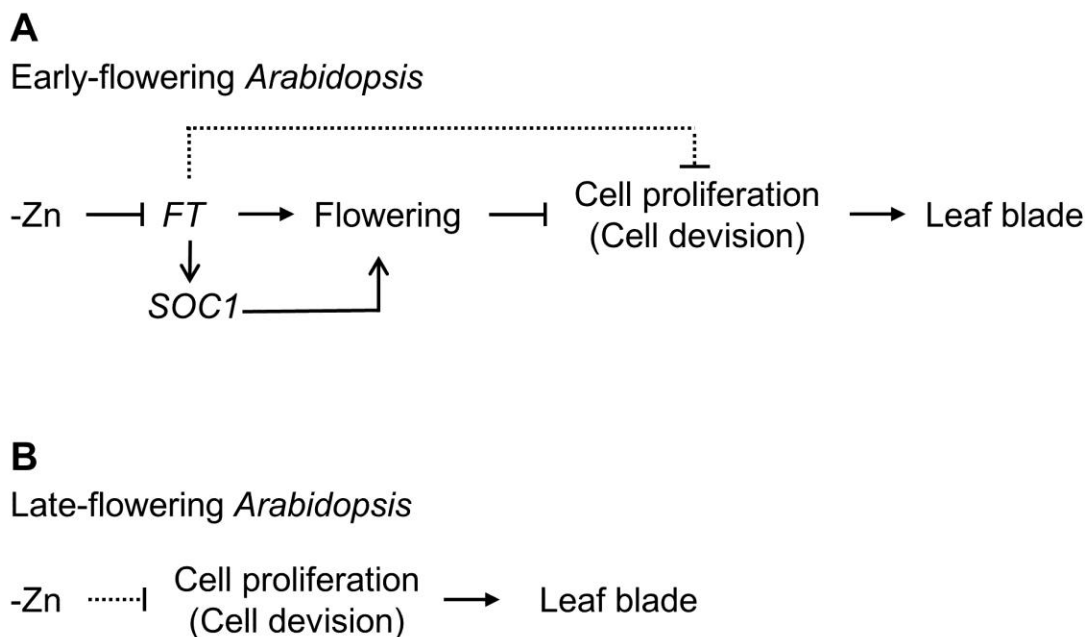 A
Early-flowering Arabidopsis
-Zn FT Flowering Cell proliferation
(Cell devision) Leaf blade
SOC1
B
Late-flowering Arabidopsis
-Zn Cell proliferation
(Cell devision) Leaf blade